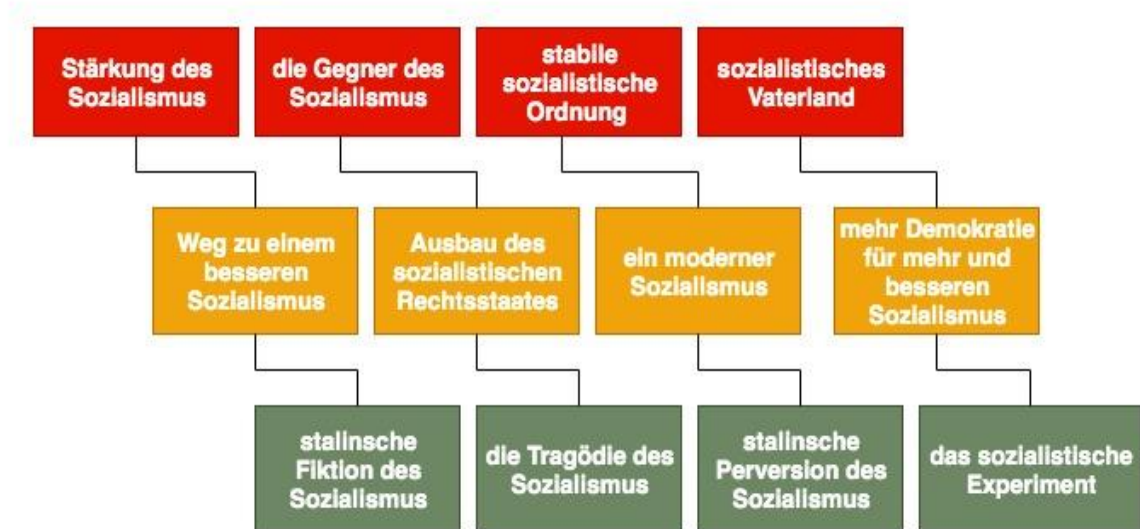 Stärkung des
Sozialismus
die Gegner des
Sozialismus
stabile
sozialistische
Ordnung
sozialistisches
Vaterland
Weg zu einem
besseren
Sozialismus
Ausbau des
sozialistischen
Rechtsstaates
ein moderner
Sozialismus
mehr Demokratie
für mehr und
besseren
Sozialismus
stalinsche
Fiktion des
Sozialismus
die Tragödie des
Sozialismus
stalinsche
Perversion des
Sozialismus
das sozialistische
Experiment